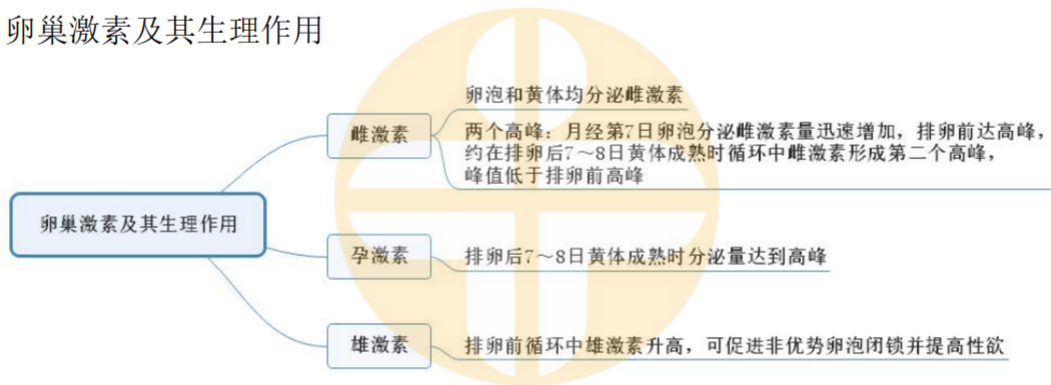 卵巢激素及其生理作用
卵泡和黄体均分泌雌激素
雌激素
两个高峰：月经第7日卵泡分泌雌激素量迅速增加，排卵前达高峰，
约在排卵后7～8日黄体成熟时循环中雌激素形成第二个高峰，
峰值低于排卵前高峰
卵巢激素及其生理作用
孕激素
排卵后7～8日黄体成熟时分泌量达到高峰
雄激素
排卵前循环中雄激素升高，可促进非优势卵泡闭锁并提高性欲